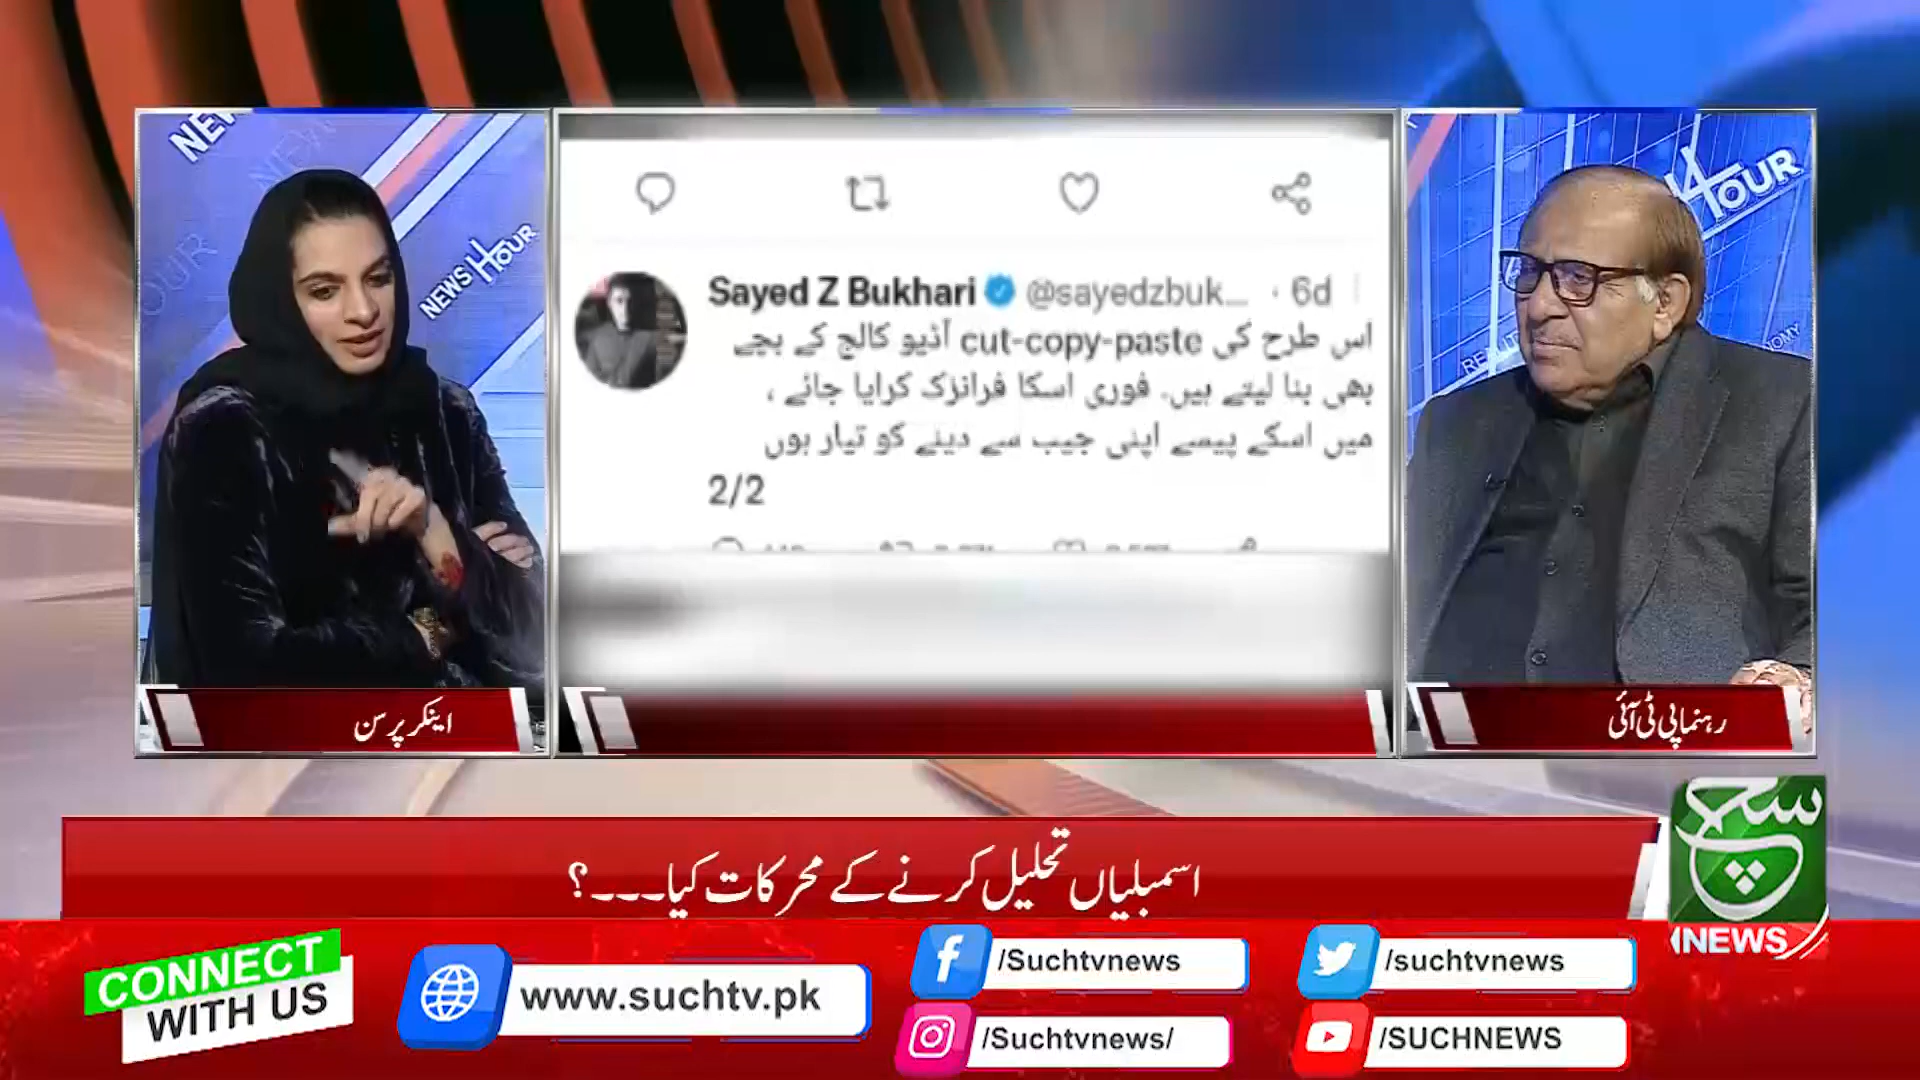 NEWS HOUR
HOUR
Sayed Z Bukhari @sayedzbuk... · 6d
اس طرح کی cut-copy-paste آڈیو کالج کے بچے
بھی بنا لیتے ہیں۔ فوری اسکا فرانزک کرایا جائے ،
میں اسکے پیسے اپنی جیب سے دینے کو تیار ہوں
2/2
اینکر پرسن
رہنما پی ٹی آئی
اسمبلیاں تحلیل کرنے کے محرکات کیا۔۔۔۔؟
سچ
NEWS
CONNECT
WITH US
www.suchtv.pk
/Suchtvnews
/suchtvnews
/Suchtvnews/
/SUCHNEWS